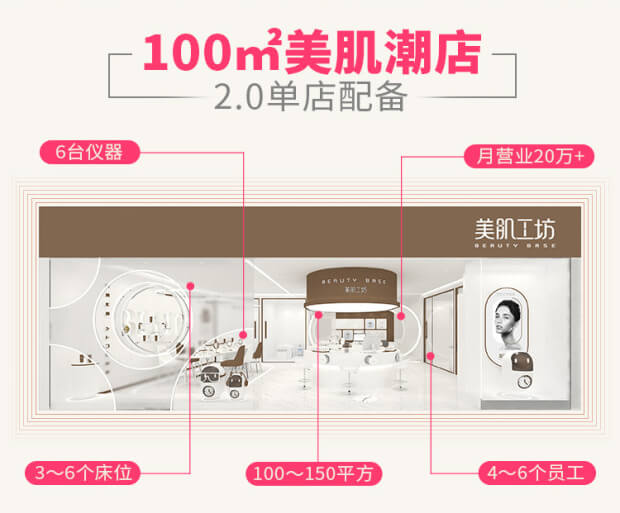 100㎡美肌潮店
2.0单店配备
6台仪器
月营业20万+
美肌工坊
BEAUTY BASE
BEAUTY BASE
美肌工坊
3～6个床位
100～150平方
4～6个员工